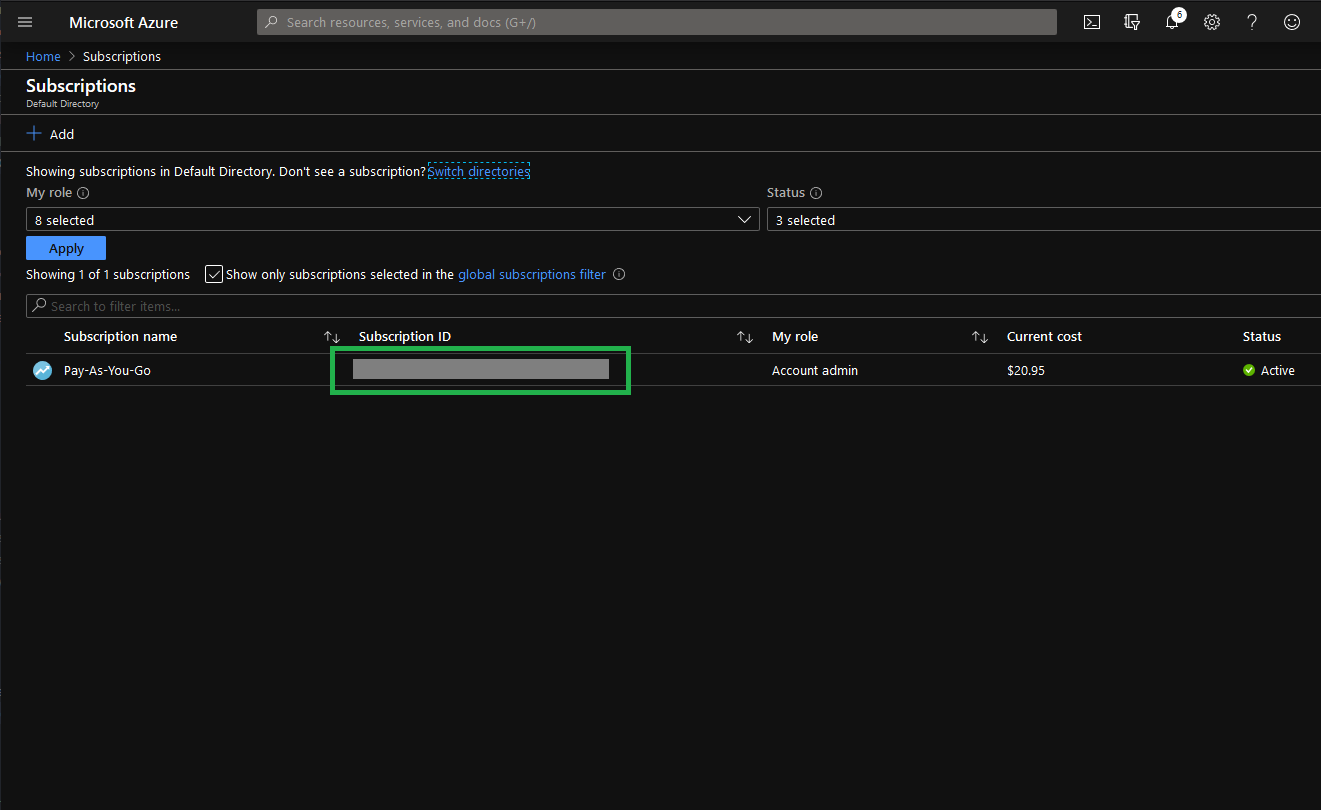 Microsoft Azure
Search resources, services, and docs (G+/)
6
Home > Subscriptions
Subscriptions
Default Directory
Add
Showing subscriptions in Default Directory. Don't see a subscription? Switch directories
My role
Status
8 selected
3 selected
Apply
Showing 1 of 1 subscriptions Show only subscriptions selected in the global subscriptions filter
Search to filter items...
Subscription name Subscription ID My role Current cost Status
Pay-As-You-Go Account admin $20.95 Active